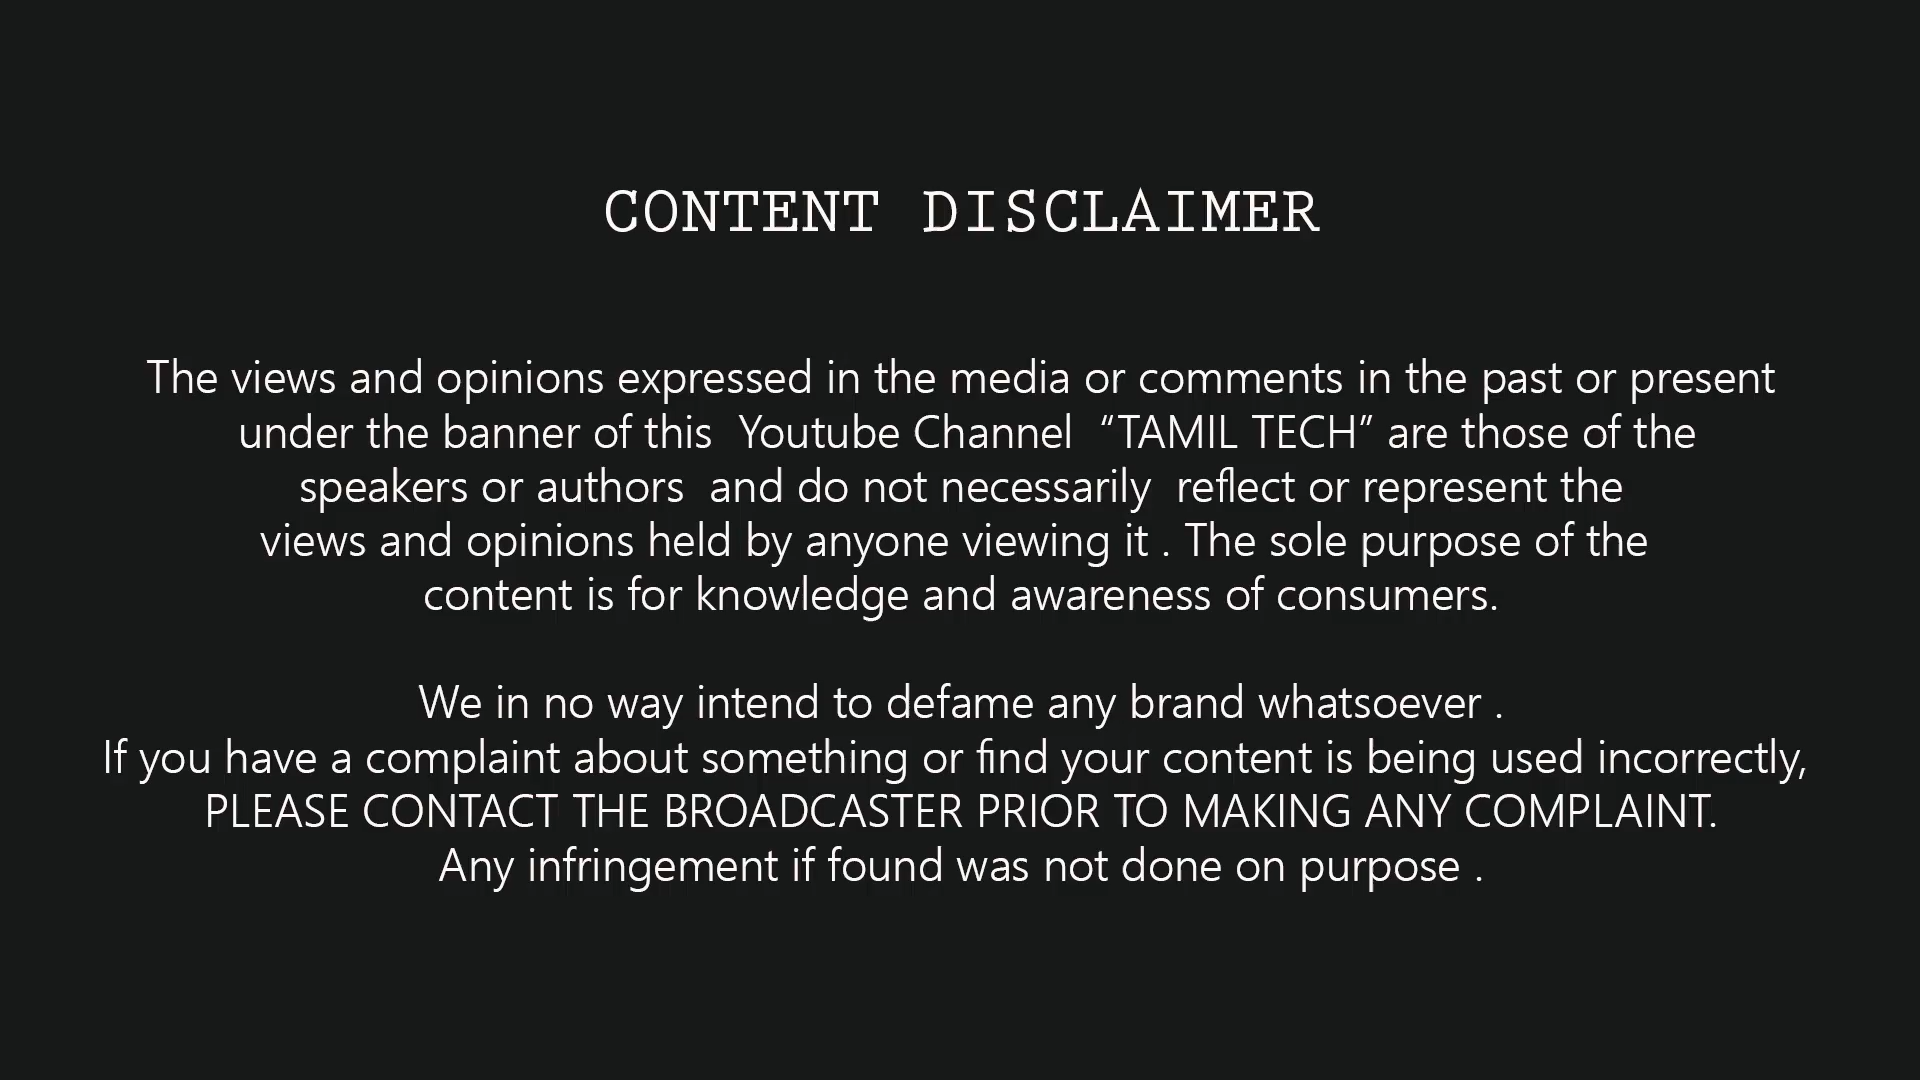 CONTENT DISCLAIMER
The views and opinions expressed in the media or comments in the past or present
under the banner of this  Youtube Channel  “TAMIL TECH” are those of the
speakers or authors  and do not necessarily  reflect or represent the
views and opinions held by anyone viewing it . The sole purpose of the
content is for knowledge and awareness of consumers.
We in no way intend to defame any brand whatsoever .
If you have a complaint about something or find your content is being used incorrectly,
PLEASE CONTACT THE BROADCASTER PRIOR TO MAKING ANY COMPLAINT.
Any infringement if found was not done on purpose .